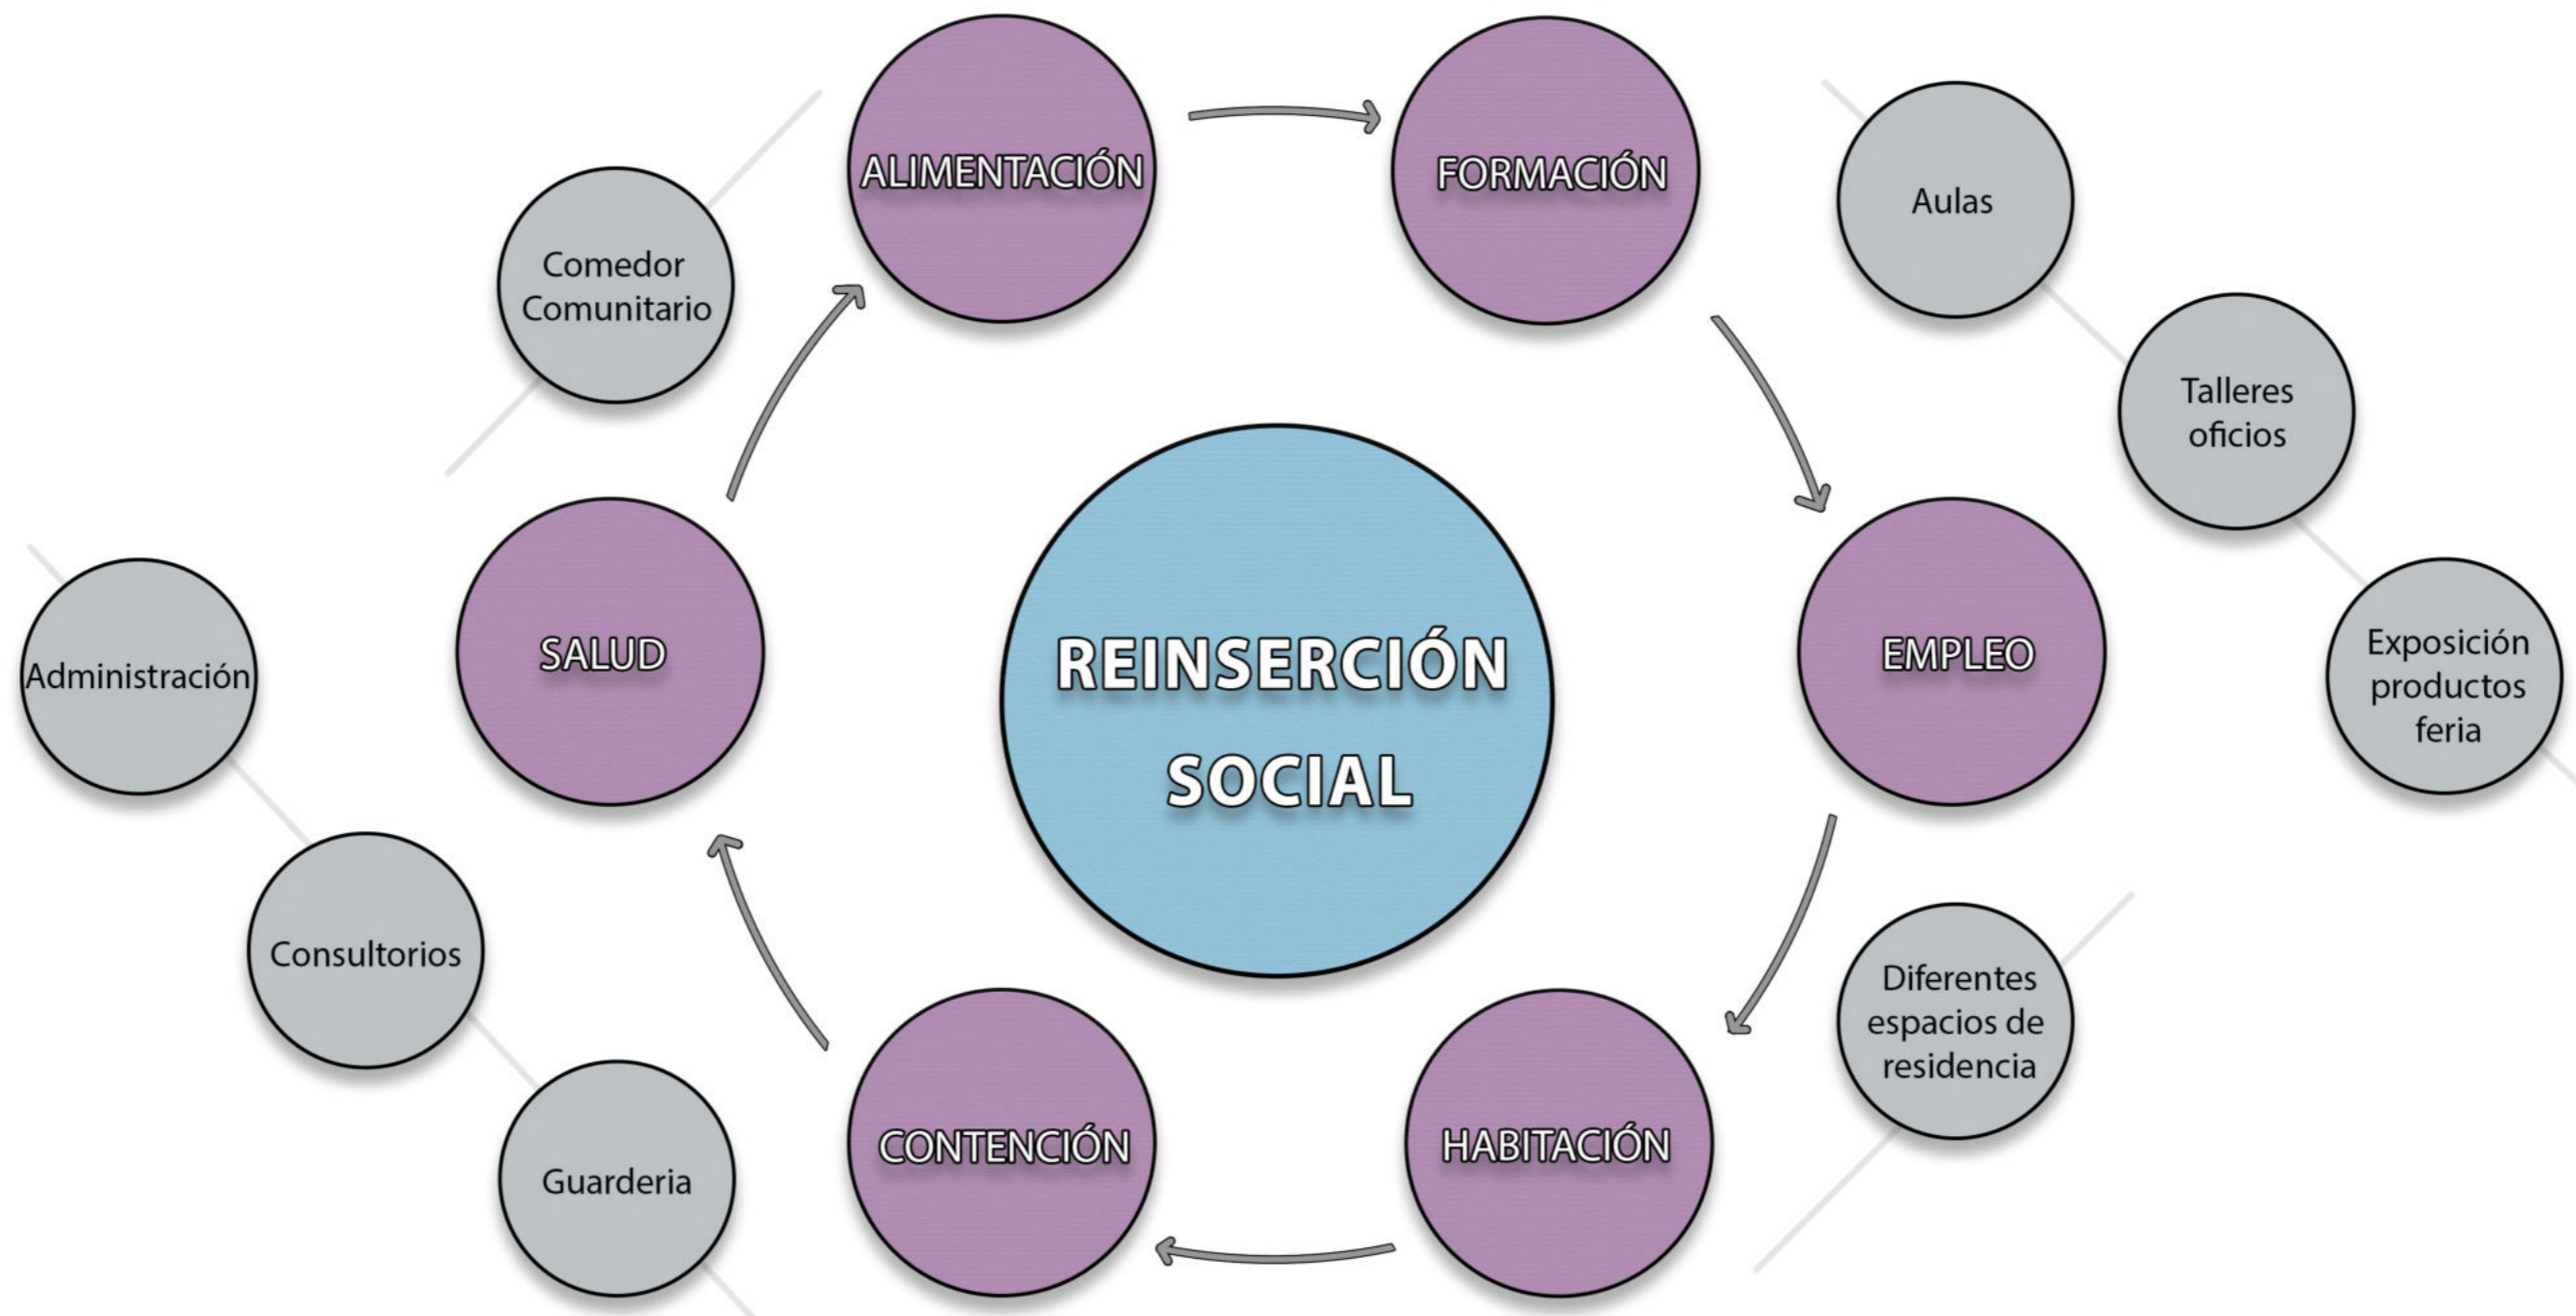 ALIMENTACIÓN
FORMACIÓN
Aulas
Comedor
Comunitario
Talleres
oficios
SALUD
REINSERCIÓN
SOCIAL
EMPLEO
Exposición
productos
feria
Administración
Consultorios
Diferentes
espacios de
residencia
Guarderia
CONTENCIÓN
HABITACIÓN